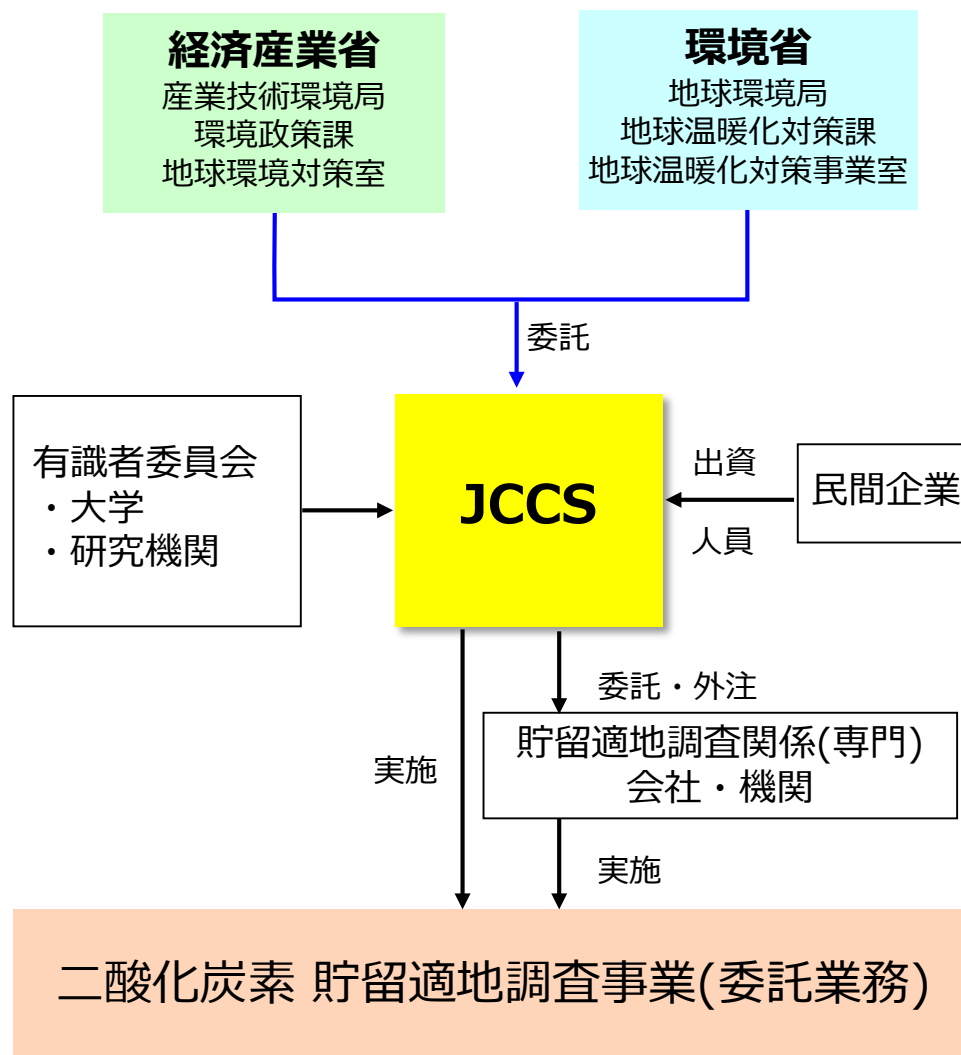 経済産業省
産業技術環境局
環境政策課
地球環境対策室
環境省
地球環境局
地球温暖化対策課
地球温暖化対策事業室
委託
有識者委員会
・大学
・研究機関
JCCS
出資
人員
民間企業
委託・外注
貯留適地調査関係(専門)
会社・機関
実施
実施
二酸化炭素 貯留適地調査事業(委託業務)